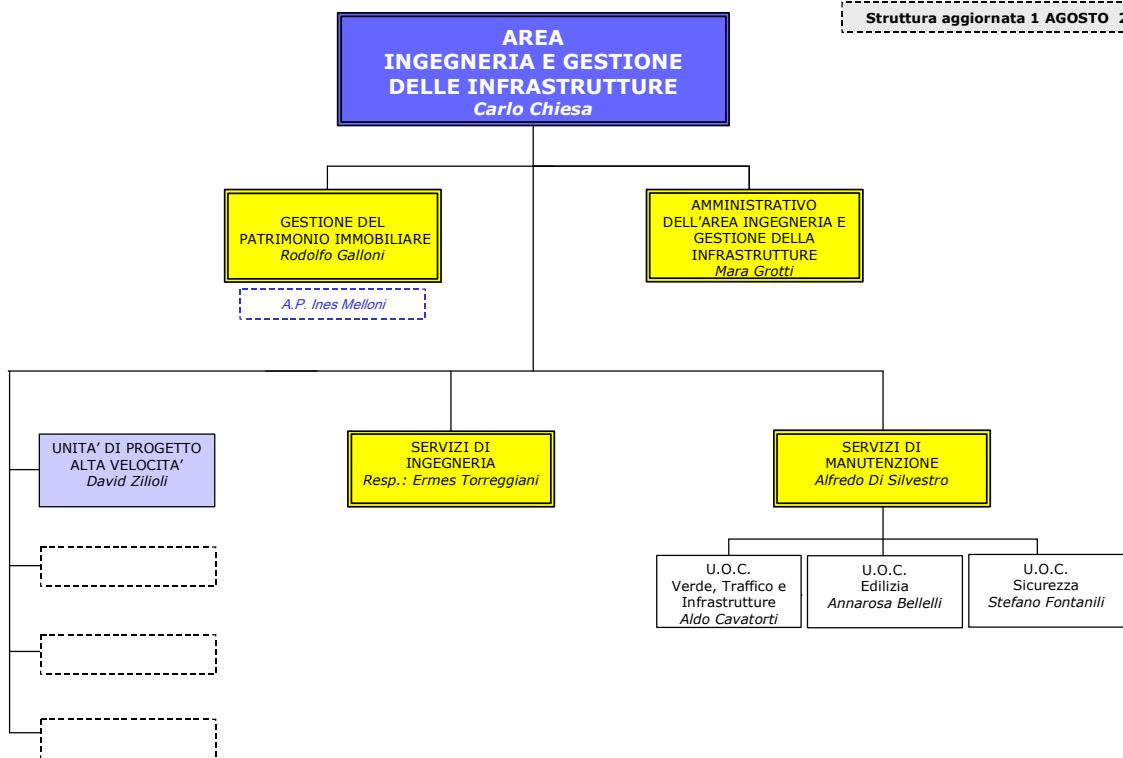 Struttura aggiornata 1 AGOSTO
AREA
INGEGNERIA E GESTIONE
DELLE INFRASTRUTTURE
Carlo Chiesa
GESTIONE DEL
PATRIMONIO IMMOBILIARE
Rodolfo Galloni
AMMINISTRATIVO
DELL’AREA INGEGNERIA E
GESTIONE DELLA
INFRASTRUTTURE
Mara Grotti
A.P. Ines Melloni
UNITA’ DI PROGETTO
ALTA VELOCITA’
David Zilioli
SERVIZI DI
INGEGNERIA
Resp.: Ermes Torreggiani
SERVIZI DI
MANUTENZIONE
Alfredo Di Silvestro
U.O.C.
Verde, Traffico e
Infrastrutture
Aldo Cavatorti
U.O.C.
Edilizia
Annarosa Bellelli
U.O.C.
Sicurezza
Stefano Fontanili